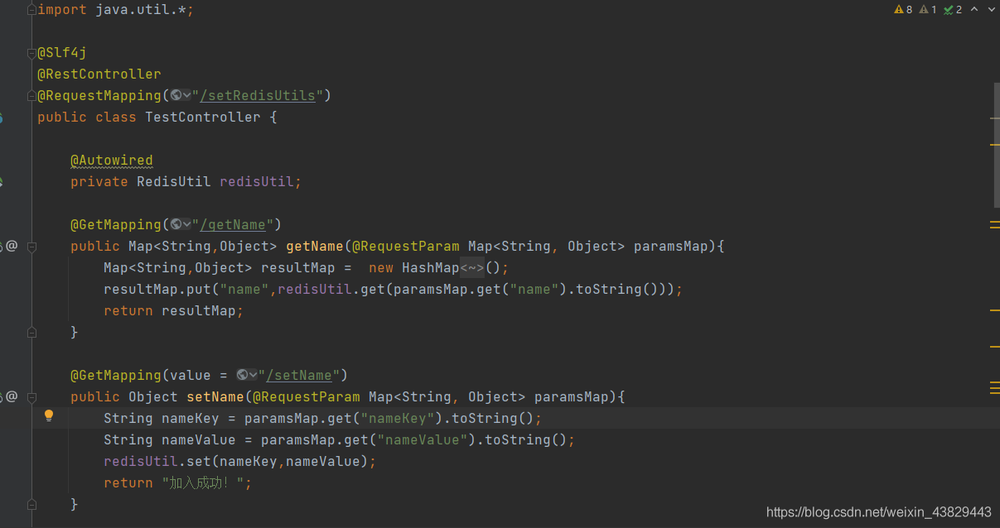 import java.util.*;
8 1 2
@Slf4j
@RestController
@RequestMapping("/setRedisUtils")
public class TestController {
@Autowired
private RedisUtil redisUtil;
@GetMapping("/getName")
public Map<String,Object> getName(@RequestParam Map<String, Object> paramsMap){
Map<String,Object> resultMap =  new HashMap<~>();
resultMap.put("name",redisUtil.get(paramsMap.get("name").toString()));
return resultMap;
}
@GetMapping(value = "/setName")
public Object setName(@RequestParam Map<String, Object> paramsMap){
String nameKey = paramsMap.get("nameKey").toString();
String nameValue = paramsMap.get("nameValue").toString();
redisUtil.set(nameKey,nameValue);
return "加入成功！";
}
https://blog.csdn.net/weixin_43829443